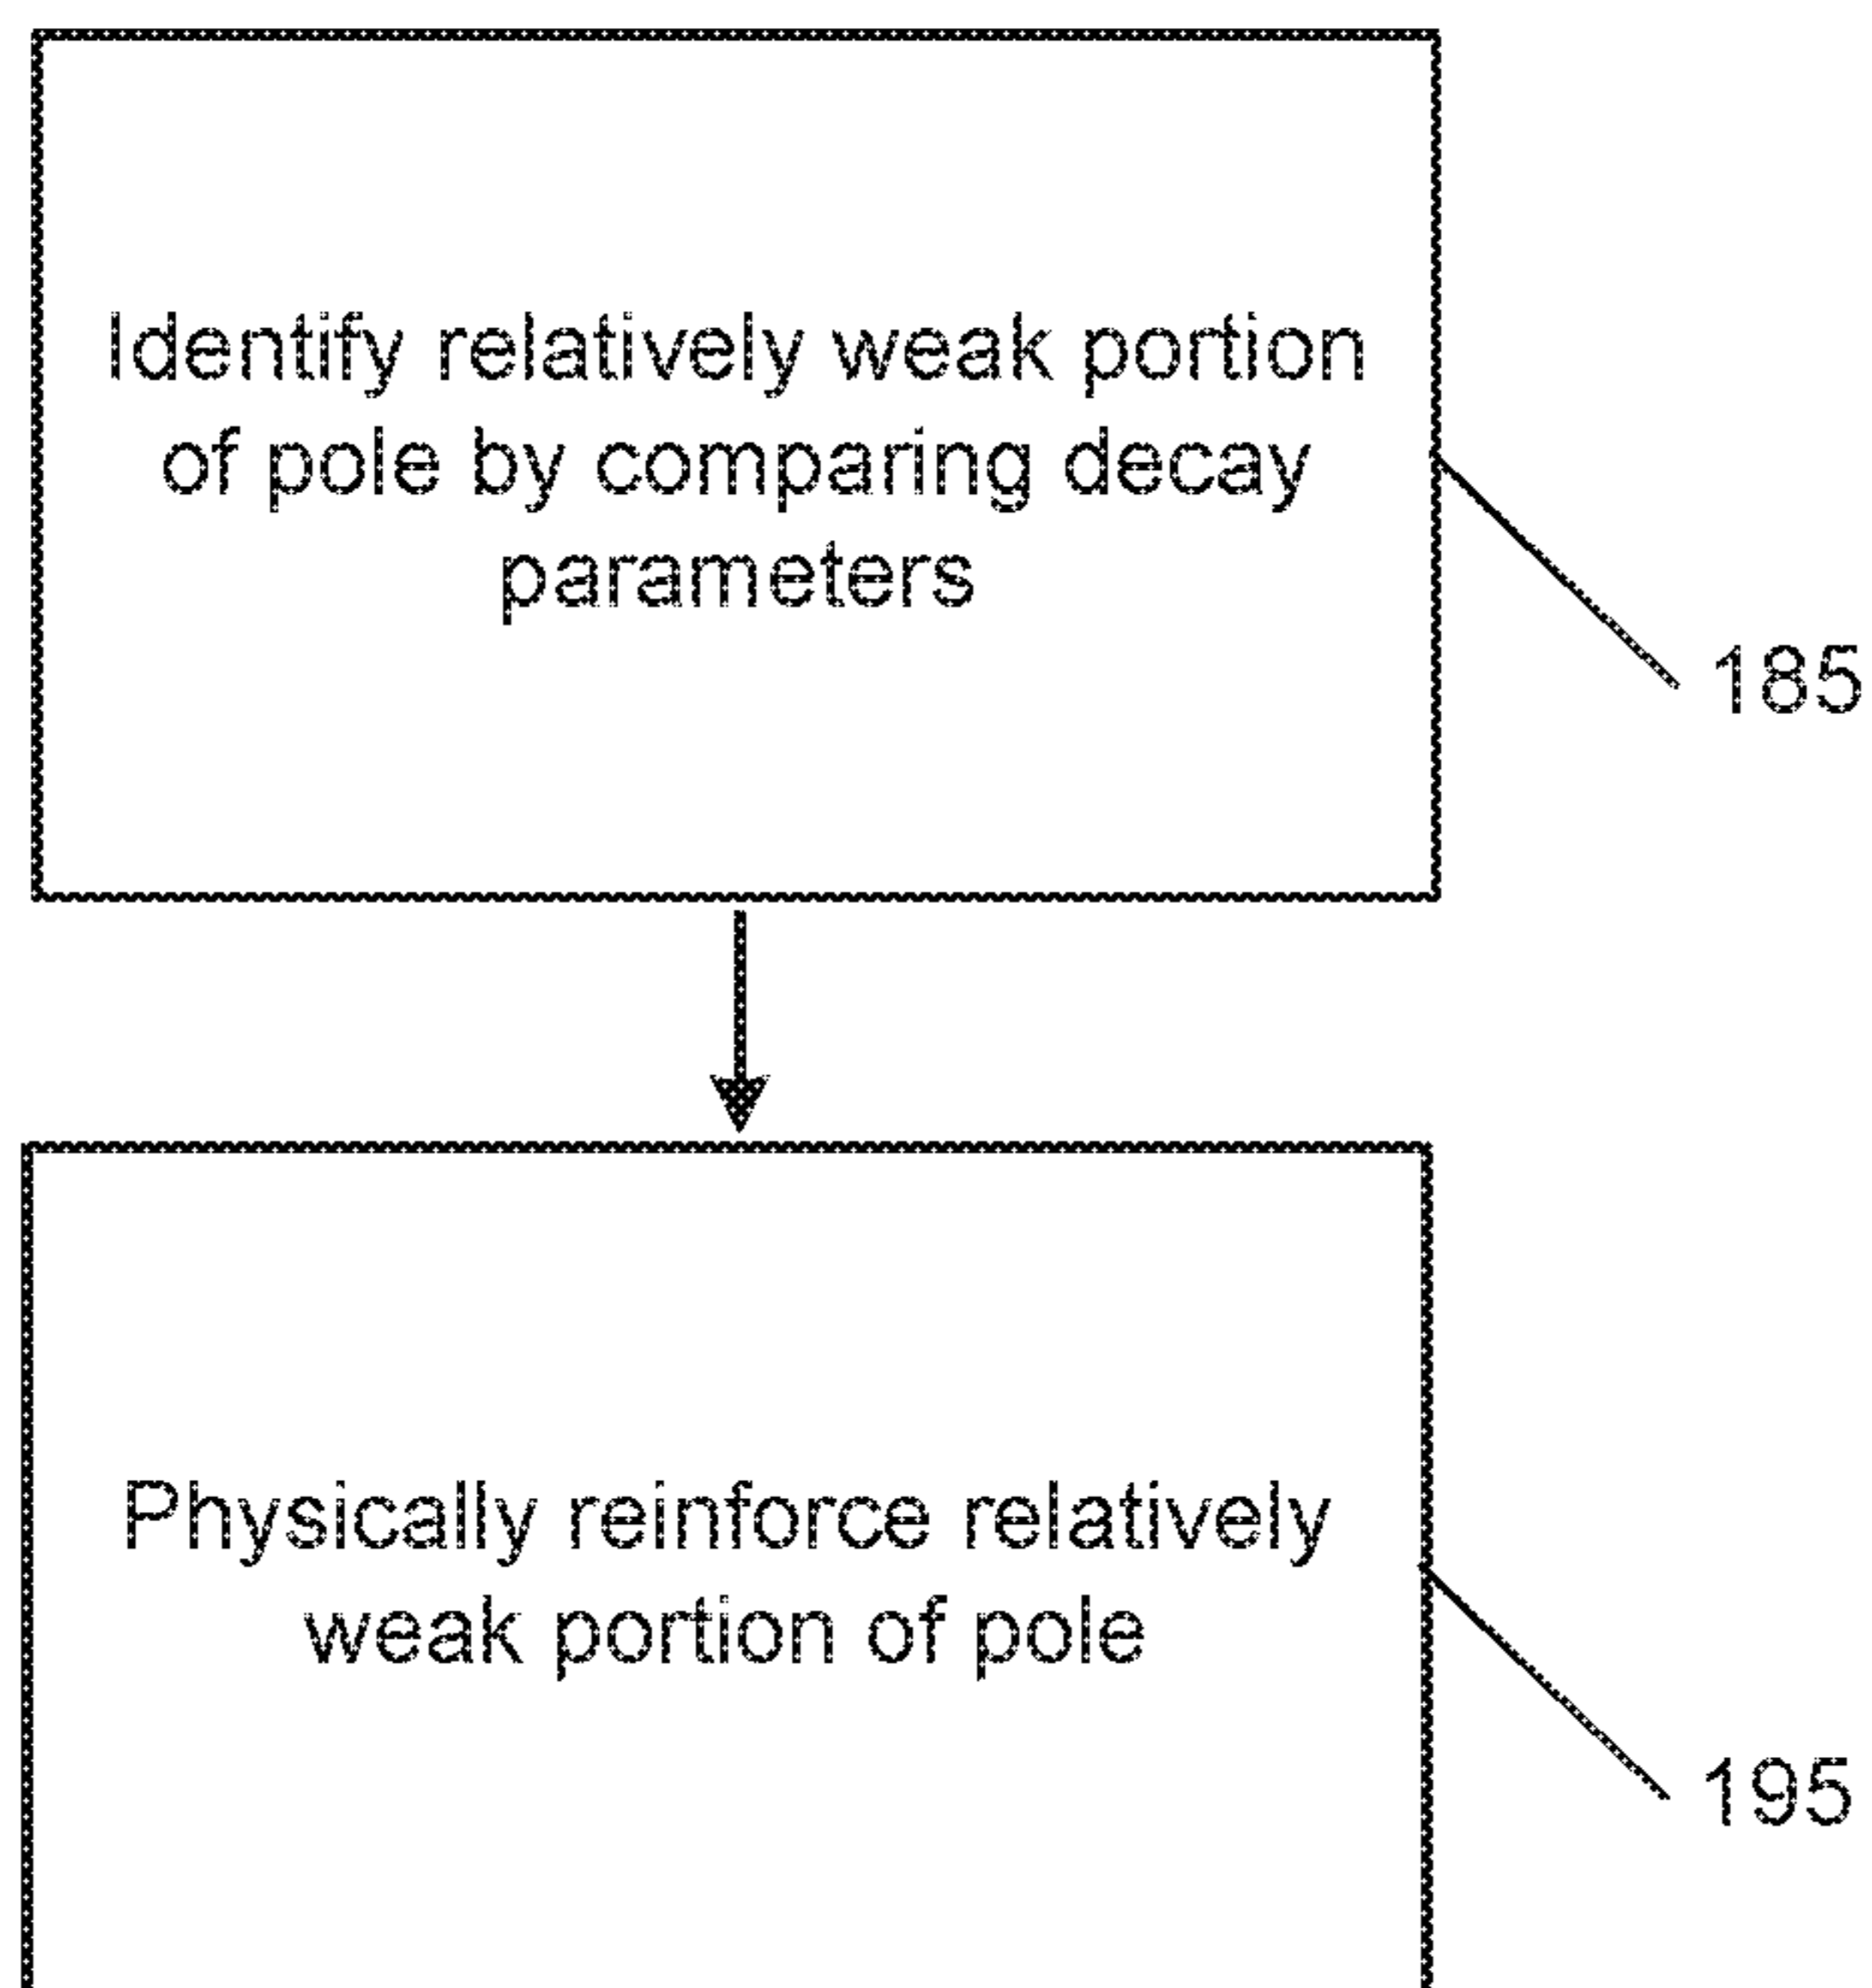 Identify relatively weak portion
of pole by comparing decay
parameters
185
Physically reinforce relatively
weak portion of pole
195